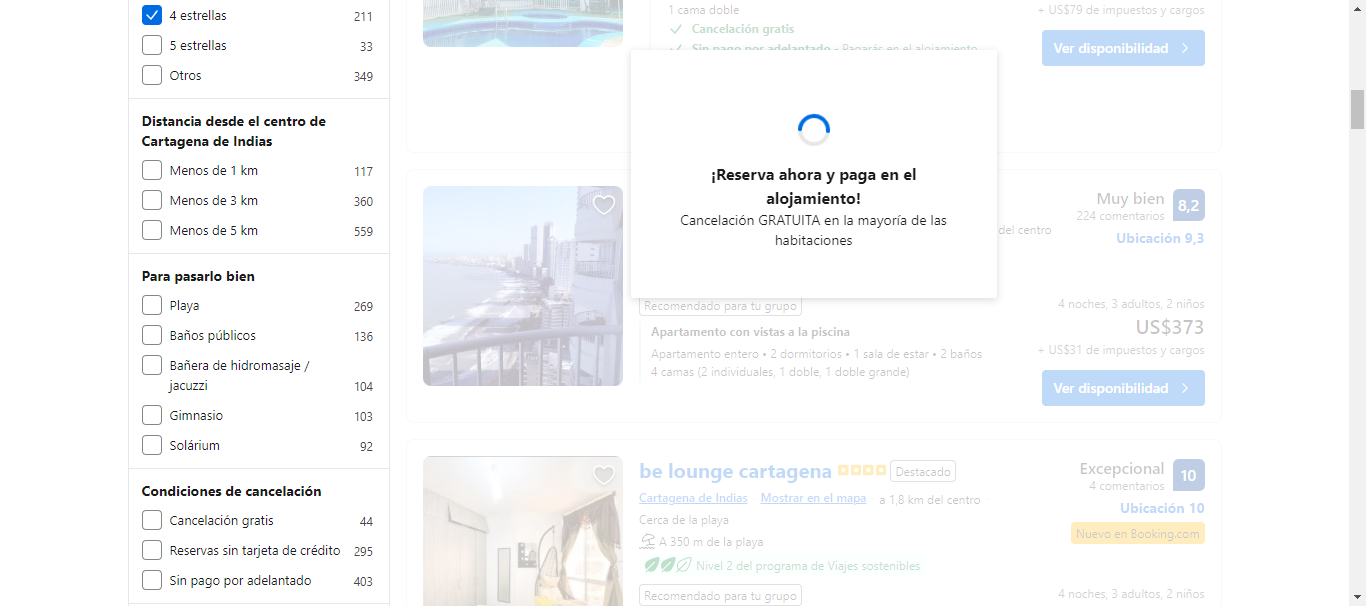 4 estrellas 211
5 estrellas 33
Otros 349
Distancia desde el centro de
Cartagena de Indias
Menos de 1 km 117
Menos de 3 km 360
Menos de 5 km 559
Para pasarlo bien
Playa 269
Baños públicos 136
Bañera de hidromasaje /
jacuzzi 104
Gimnasio 103
Solárium 92
Condiciones de cancelación
Cancelación gratis 44
Reservas sin tarjeta de crédito 295
Sin pago por adelantado 403
1 cama doble
Cancelación gratis
Sin pago por adelantado - Pagarás en el alojamiento
+ US$79 de impuestos y cargos
Ver disponibilidad
¡Reserva ahora y paga en el
alojamiento!
Cancelación GRATUITA en la mayoría de las
habitaciones
del centro
Muy bien 8,2
224 comentarios
Ubicación 9,3
Recomendado para tu grupo
Apartamento con vistas a la piscina
Apartamento entero • 2 dormitorios • 1 sala de estar • 2 baños
4 camas (2 individuales, 1 doble, 1 doble grande)
4 noches, 3 adultos, 2 niños
US$373
+ US$31 de impuestos y cargos
Ver disponibilidad
be lounge cartagena Destacado
Cartagena de Indias Mostrar en el mapa a 1,8 km del centro
Cerca de la playa
A 350 m de la playa
Nivel 2 del programa de Viajes sostenibles
Recomendado para tu grupo
Excepcional 10
4 comentarios
Ubicación 10
Nuevo en Booking.com
4 noches, 3 adultos, 2 niños